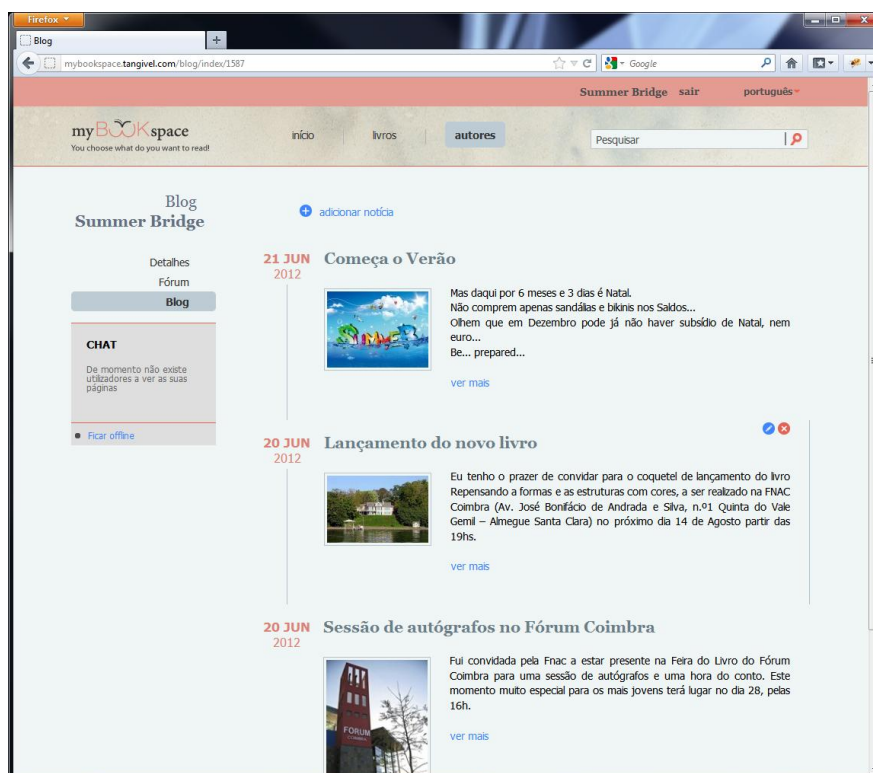 Firefox
Blog
mybookspace.tangivel.com/blog/index/1587
Google
Summer Bridge sair português
my BOOK space
You choose what do you want to read!
início livros autores
Pesquisar
Blog
Summer Bridge
Detalhes
Fórum
Blog
CHAT
De momento não existe
utilizadores a ver as suas
páginas
Ficar offline
adicionar notícia
21 JUN
2012
Começa o Verão
SUMMER
Mas daqui por 6 meses e 3 dias é Natal.
Não comprem apenas sandálias e bikinis nos Saldos...
Olhem que em Dezembro pode já não haver subsídio de Natal, nem
euro...
Be... prepared...
ver mais
20 JUN
2012
Lançamento do novo livro
Eu tenho o prazer de convidar para o coquetel de lançamento do livro
Repensando a formas e as estruturas com cores, a ser realizado na FNAC
Coimbra (Av. José Bonifácio de Andrada e Silva, n.º1 Quinta do Vale
Gemil – Almegue Santa Clara) no próximo dia 14 de Agosto partir das
19hs.
ver mais
20 JUN
2012
Sessão de autógrafos no Fórum Coimbra
FORUM
Fui convidada pela Fnac a estar presente na Feira do Livro do Fórum
Coimbra para uma sessão de autógrafos e uma hora do conto. Este
momento muito especial para os mais jovens terá lugar no dia 28, pelas
16h.
ver mais